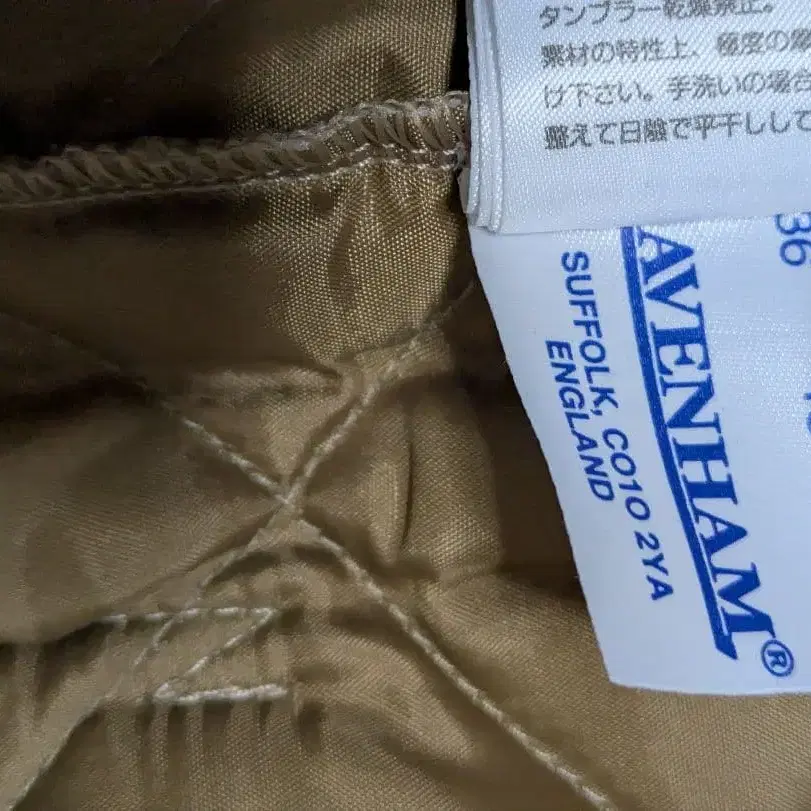 タンブラー乾燥禁止。
素材の特性上、極度の
け下さい。手洗いの場合
整えて日陰で平干しして
36
AVENHAM®
SUFFOLK, CO10 2YA
ENGLAND